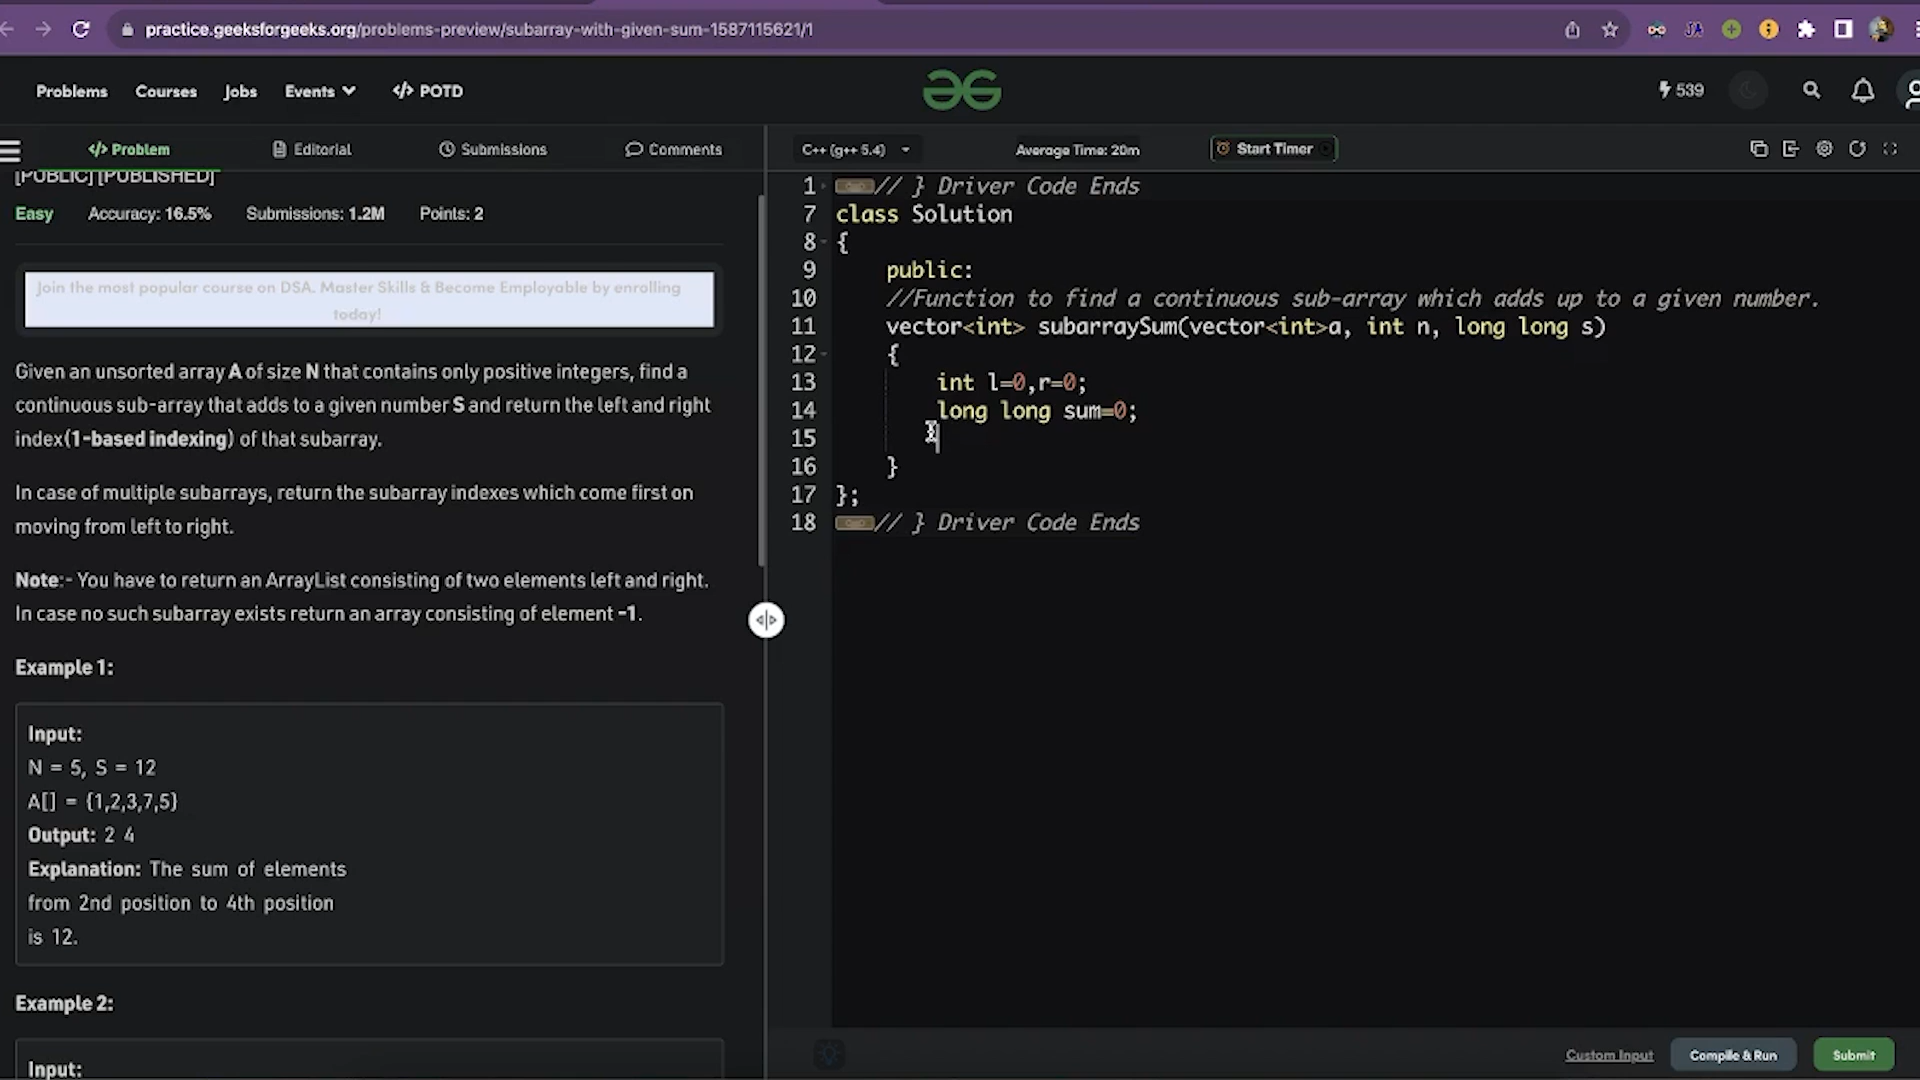 practice.geeksforgeeks.org/problems-preview/subarray-with-given-sum-1587115621/1
Problems Courses Jobs Events </> POTD
539
</> Problem Editorial Submissions Comments
[PUBLIC] [PUBLISHED]
Easy Accuracy: 16.5% Submissions: 1.2M Points: 2
Join the most popular course on DSA. Master Skills & Become Employable by enrolling
today!
Given an unsorted array A of size N that contains only positive integers, find a
continuous sub-array that adds to a given number S and return the left and right
index(1-based indexing) of that subarray.
In case of multiple subarrays, return the subarray indexes which come first on
moving from left to right.
Note:- You have to return an ArrayList consisting of two elements left and right.
In case no such subarray exists return an array consisting of element -1.
Example 1:
Input:
N = 5, S = 12
A[] = {1,2,3,7,5}
Output: 2 4
Explanation: The sum of elements
from 2nd position to 4th position
is 12.
Example 2:
Input:
C++ (g++ 5.4) Average Time: 20m Start Timer
1 // } Driver Code Ends
7 class Solution
8 {
9 public:
10 //Function to find a continuous sub-array which adds up to a given number.
11 vector<int> subarraySum(vector<int>a, int n, long long s)
12 {
13 int l=0,r=0;
14 long long sum=0;
15
16 }
17 };
18 // } Driver Code Ends
Custom Input Compile & Run Submit